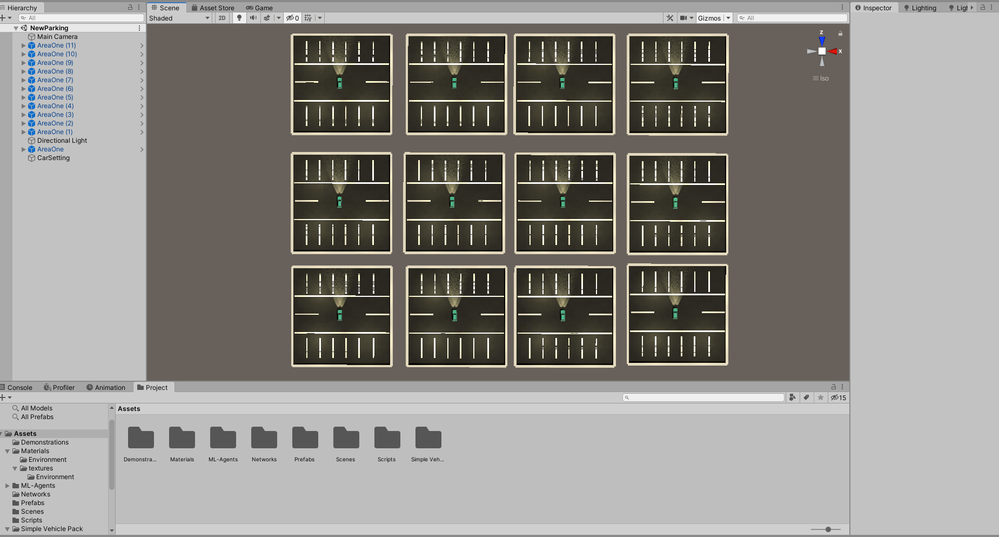 Hierarchy
All
NewParking
Main Camera
AreaOne (11)
AreaOne (10)
AreaOne (9)
AreaOne (8)
AreaOne (7)
AreaOne (6)
AreaOne (5)
AreaOne (4)
AreaOne (3)
AreaOne (2)
AreaOne (1)
Directional Light
AreaOne
CarSetting
Scene Asset Store Game
Shaded 2D 0 Gizmos All
z
x
Iso
Inspector Lighting Ligh
Console Profiler Animation Project
15
All Models
All Prefabs
Assets
Demonstrations
Materials
Environment
textures
Environment
ML-Agents
Networks
Prefabs
Scenes
Scripts
Simple Vehicle Pack
Assets
Demonstra... Materials ML-Agents Networks Prefabs Scenes Scripts Simple Veh...